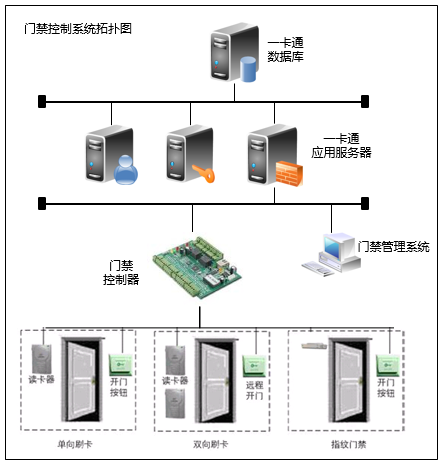 门禁控制系统拓扑图
一卡通
数据库
一卡通
应用服务器
门禁
控制器
门禁管理系统
读卡器
开门
按钮
读卡器
远程
开门
开门
按钮
单向刷卡
双向刷卡
指纹门禁